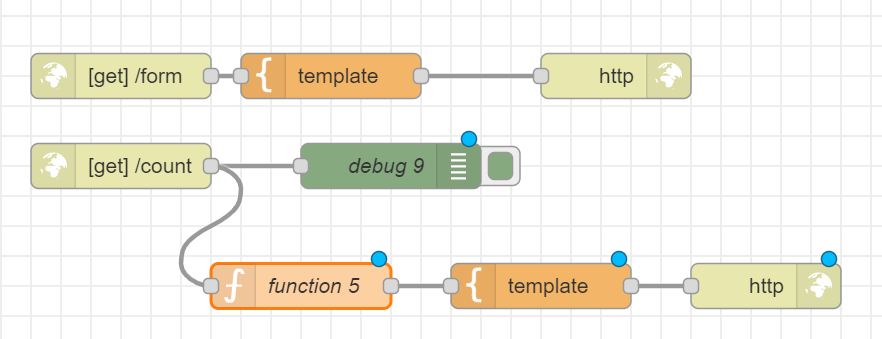 [get] /form
template
http
[get] /count
debug 9
function 5
template
http